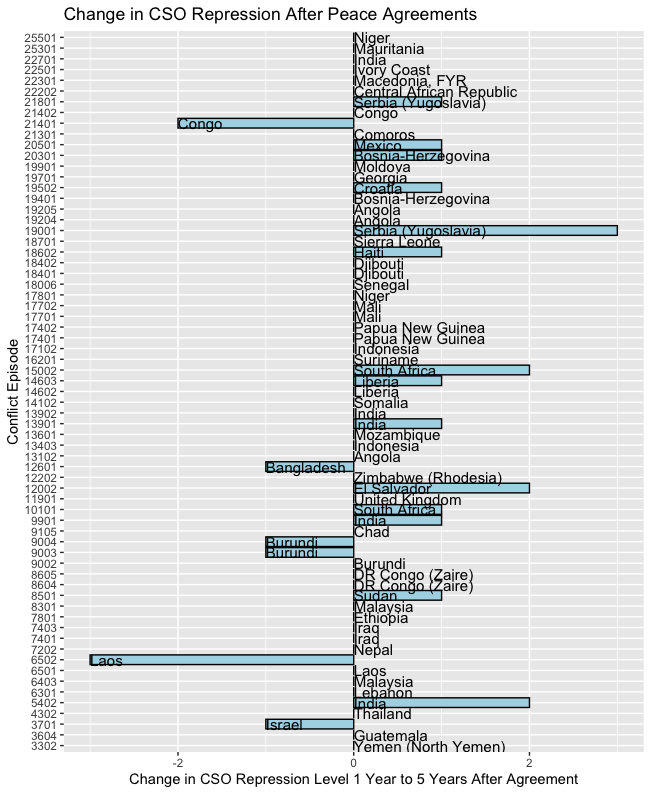 Change in CSO Repression After Peace Agreements
Conflict Episode
25501 Niger
25301 Mauritania
22701 India
22501 Ivory Coast
22301 Macedonia, FYR
22202 Central African Republic
21801 Serbia (Yugoslavia)
21402 Congo
21401 Congo
21301 Comoros
20501 Mexico
20301 Bosnia-Herzegovina
19901 Moldova
19701 Georgia
19502 Croatia
19401 Bosnia-Herzegovina
19205 Angola
19204 Angola
19001 Serbia (Yugoslavia)
18701 Sierra Leone
18602 Haiti
18402 Djibouti
18401 Djibouti
18006 Senegal
17801 Niger
17702 Mali
17701 Mali
17402 Papua New Guinea
17401 Papua New Guinea
17102 Indonesia
16201 Suriname
15002 South Africa
14603 Liberia
14602 Liberia
14102 Somalia
13902 India
13901 India
13601 Mozambique
13403 Indonesia
13102 Angola
12601 Bangladesh
12202 Zimbabwe (Rhodesia)
12002 El Salvador
11901 United Kingdom
10101 South Africa
9901 India
9105 Chad
9004 Burundi
9003 Burundi
9002 Burundi
8605 DR Congo (Zaire)
8604 DR Congo (Zaire)
8501 Sudan
8301 Malaysia
7801 Ethiopia
7403 Iraq
7401 Iraq
7202 Nepal
6502 Laos
6501 Laos
6403 Malaysia
6301 Lebanon
5402 India
4302 Thailand
3701 Israel
3604 Guatemala
3302 Yemen (North Yemen)
-2 0 2
Change in CSO Repression Level 1 Year to 5 Years After Agreement